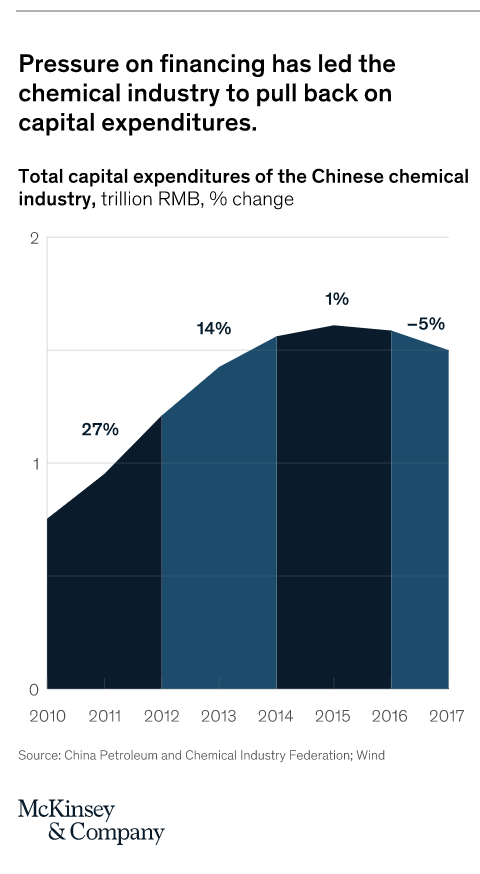 Pressure on financing has led the
chemical industry to pull back on
capital expenditures.
Total capital expenditures of the Chinese chemical
industry, trillion RMB, % change
2
1%
–5%
14%
27%
1
0
2010 2011 2012 2013 2014 2015 2016 2017
Source: China Petroleum and Chemical Industry Federation; Wind
McKinsey
& Company